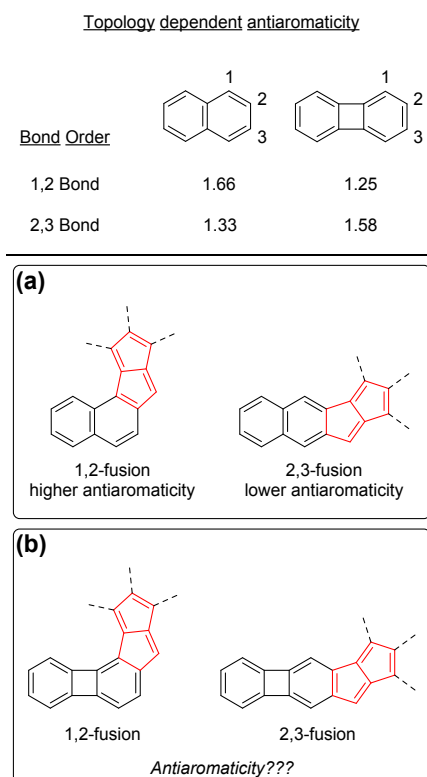 Topology dependent antiaromaticity
1 1
2 2
Bond Order 3 3
1,2 Bond 1.66 1.25
2,3 Bond 1.33 1.58
(a)
1,2-fusion 2,3-fusion
higher antiaromaticity lower antiaromaticity
(b)
1,2-fusion 2,3-fusion
Antiaromaticity???